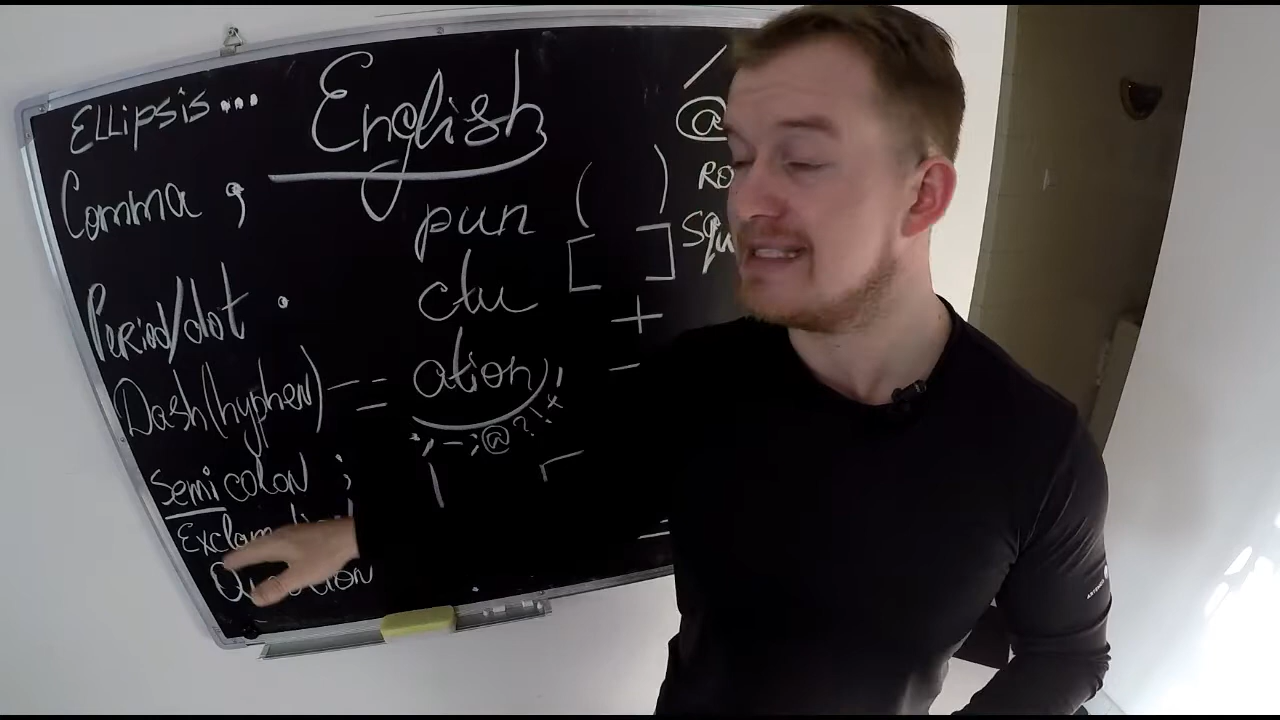 English
pun
ctu
ation
Ellipsis ...
Comma ,
Period/dot .
Dash(hyphen) -
Semicolon ;
( )
[ ]
+
-
=
@